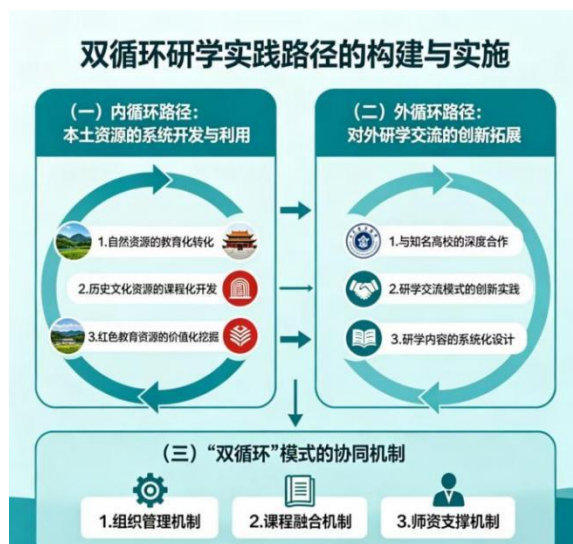 双循环研学实践路径的构建与实施
（一）内循环路径：
本土资源的系统开发与利用
1.自然资源的教育化转化
2.历史文化资源的课程化开发
3.红色教育资源的价值化挖掘
（二）外循环路径：
对外研学交流的创新拓展
1.与知名高校的深度合作
2.研学交流模式的创新实践
3.研学内容的系统化设计
（三）“双循环”模式的协同机制
1.组织管理机制
2.课程融合机制
3.师资支撑机制